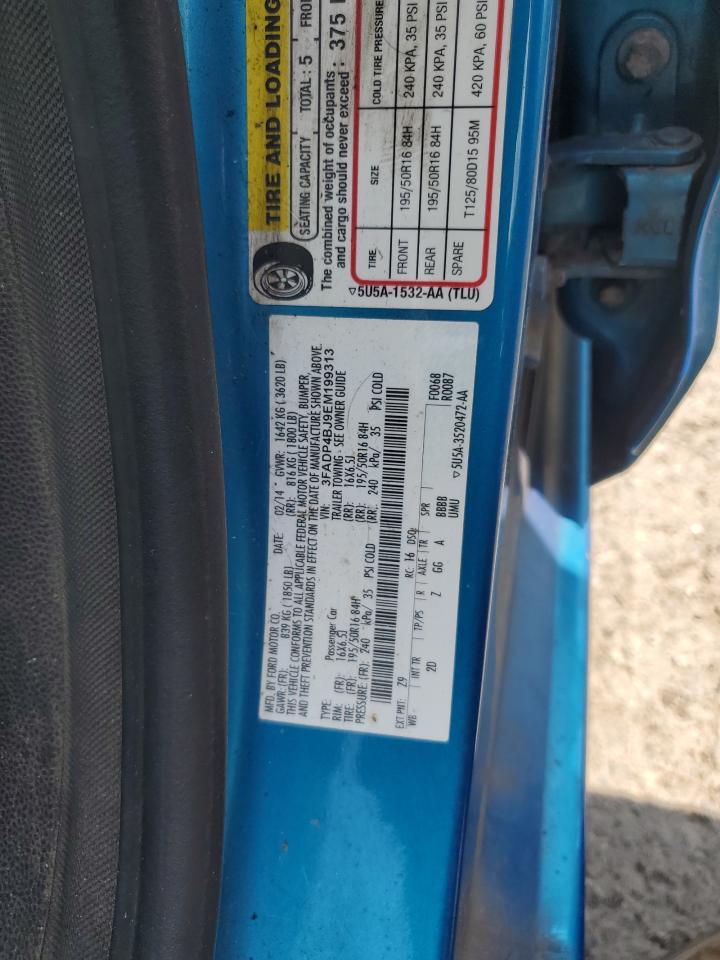 TIRE AND LOADING
SEATING CAPACITY TOTAL: 5 FRO
The combined weight of occupants
and cargo should never exceed: 375
TIRE SIZE COLD TIRE PRESSURE
FRONT 195/50R16 84H 240 KPA, 35 PSI
REAR 195/50R16 84H 240 KPA, 35 PSI
SPARE T125/80D15 95M 420 KPA, 60 PSI
▽5U5A-1532-AA (TLU)
MFD. BY FORD MOTOR CO. DATE: 02/14 GVWR: 1642 KG ( 3620 LB)
GAWR:(FR): 839 KG ( 1850 LB) (RR): 816 KG ( 1800 LB)
THIS VEHICLE CONFORMS TO ALL APPLICABLE FEDERAL MOTOR VEHICLE SAFETY, BUMPER,
AND THEFT PREVENTION STANDARDS IN EFFECT ON THE DATE OF MANUFACTURE SHOWN ABOVE.
VIN: 3FADP4BJ9EM199313
TYPE: Passenger Car TRAILER TOWING - SEE OWNER GUIDE
RIM: (FR): 16X6.5J (RR): 16X6.5J
TIRE: (FR): 195/50R16 84H (RR): 195/50R16 84H
PRESSURE: (FR): 240 kPa/ 35 PSI COLD (RR): 240 kPa/ 35 PSI COLD
EXT PNT: Z9 RC: 16 DSO: F0068
WB INT TR TP/PS R AXLE TR SPR R0087
2D Z GG A BBBB
UMU ▽5U5A-3520472-AA